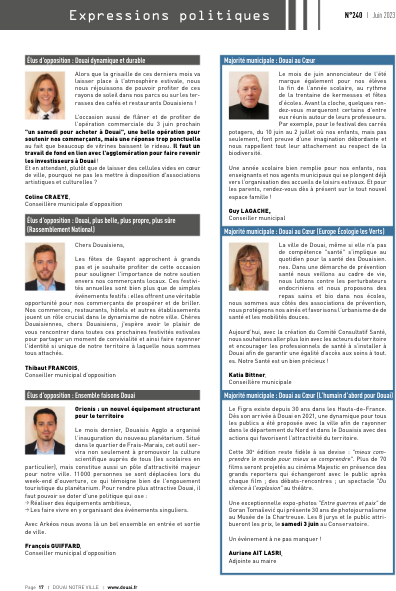 Expressions politiques
N°240 | Juin 2023
Élus d'opposition : Douai dynamique et durable
Alors que la grisaille de ces derniers mois va
laisser place à l'atmosphère estivale, nous
nous réjouissons de pouvoir profiter de ces
rayons de soleil dans nos parcs ou sur les ter-
rasses des cafés et restaurants Douaisiens !
L'occasion aussi de flâner et de profiter de
l'opération commerciale du 3 juin prochain
"un samedi pour acheter à Douai", une belle opération pour
soutenir nos commerçants, mais une réponse trop ponctuelle
au fait que beaucoup de vitrines baissent le rideau. Il faut un
travail de fond en lien avec l'agglomération pour faire revenir
les investisseurs à Douai !
Et en attendant, plutôt que de laisser des cellules vides en cœur
de ville, pourquoi ne pas les mettre à disposition d'associations
artistiques et culturelles ?
Coline CRAEYE,
Conseillère municipale d'opposition
Élus d'opposition : Douai, plus belle, plus propre, plus sûre
(Rassemblement National)
Chers Douaisiens,
Les fêtes de Gayant approchent à grands
pas et je souhaite profiter de cette occasion
pour souligner l'importance de notre soutien
envers nos commerçants locaux. Ces festivi-
tés annuelles sont bien plus que de simples
événements festifs : elles offrent une véritable
opportunité pour nos commerçants de prospérer et de briller.
Nos commerces, restaurants, hôtels et autres établissements
jouent un rôle crucial dans le dynamisme de notre ville. Chères
Douaisiennes, chers Douaisiens, j'espère avoir le plaisir de
vous rencontrer dans toutes ces prochaines festivités estivales
pour partager un moment de convivialité et ainsi faire rayonner
l'identité si unique de notre territoire à laquelle nous sommes
tous attachés.
Thibaut FRANCOIS,
Conseiller municipal d'opposition
Élus d'opposition : Ensemble faisons Douai
Orionis : un nouvel équipement structurant
pour le territoire
Le mois dernier, Douaisis Agglo a organisé
l'inauguration du nouveau planétarium. Situé
dans le quartier de Frais-Marais, cet outil ser-
vira non seulement à promouvoir la culture
scientifique auprès de tous (les scolaires en
particulier), mais constitue aussi un pôle d'attractivité majeur
pour notre ville. 11 000 personnes se sont déplacées lors du
week-end d'ouverture, ce qui témoigne bien de l'engouement
touristique du planétarium. Pour rendre plus attractive Douai, il
faut pouvoir se doter d'une politique qui ose :
Réaliser des équipements ambitieux,
Les faire vivre en y organisant des événements singuliers.
Avec Arkéos nous avons là un bel ensemble en entrée et sortie
de ville.
François GUIFFARD,
Conseiller municipal d'opposition
Majorité municipale : Douai au Cœur
Le mois de juin annonciateur de l'été
marque également pour nos élèves
la fin de l'année scolaire, au rythme
de la trentaine de kermesses et fêtes
d'écoles. Avant la cloche, quelques ren-
dez-vous marqueront certains d'entre
eux réunis autour de leurs professeurs.
Par exemple, pour le festival des carrés
potagers, du 10 juin au 2 juillet où nos enfants, mais pas
seulement, font preuve d'une imagination débordante et
nous rappellent tout leur attachement au respect de la
biodiversité.
Une année scolaire bien remplie pour nos enfants, nos
enseignants et nos agents municipaux qui se plongent déjà
vers l'organisation des accueils de loisirs estivaux. Et pour
les parents, rendez-vous dès à présent sur le tout nouvel
espace famille !
Guy LAGACHE,
Conseiller municipal
Majorité municipale : Douai au Cœur (Europe Écologie les Verts)
La ville de Douai, même si elle n'a pas
de compétence "santé" s'implique au
quotidien pour la santé des Douaisien.
nes. Dans une démarche de prévention
santé nous veillons au cadre de vie,
nous luttons contre les perturbateurs
endocriniens et nous proposons des
repas sains et bio dans nos écoles,
nous sommes aux côtés des associations de prévention,
nous protégeons nos aînés et favorisons l'urbanisme de
santé et les mobilités douces.
Aujourd'hui, avec la création du Comité Consultatif Santé,
nous souhaitons aller plus loin avec les acteurs du territoire
et encourager les professionnels de santé à s'installer à
Douai afin de garantir une égalité d'accès aux soins à tout.
es. Notre Santé est un bien précieux !
Katia Bittner,
Conseillère municipale
Majorité municipale : Douai au Cœur (L'humain d'abord pour Douai)
Le Figra existe depuis 30 ans dans les Hauts-de-France.
Dès son arrivée à Douai en 2021, une dynamique pour tous
les publics a été proposée avec la ville afin de rayonner
dans le département du Nord et dans le Douaisis avec des
actions qui favorisent l'attractivité du territoire.
Cette 30e édition reste fidèle à sa devise : "mieux com-
prendre le monde pour mieux se comprendre". Plus de 70
films seront projetés au cinéma Majestic en présence des
grands reporters qui échangeront avec le public après
chaque film ; des débats-rencontres ; un spectacle "Du
silence à l'explosion" au théâtre.
Une exceptionnelle expo-photos "Entre guerres et paix" de
Goran Tomašević qui présente 30 ans de photojournalisme
au Musée de la Chartreuse. Les 8 jurys et le public attri-
bueront les prix, le samedi 3 juin au Conservatoire.
Un événement à ne pas manquer !
Auriane AIT LASRI,
Adjointe au maire
Page 17 | DOUAI NOTRE VILLE | www.douai.fr